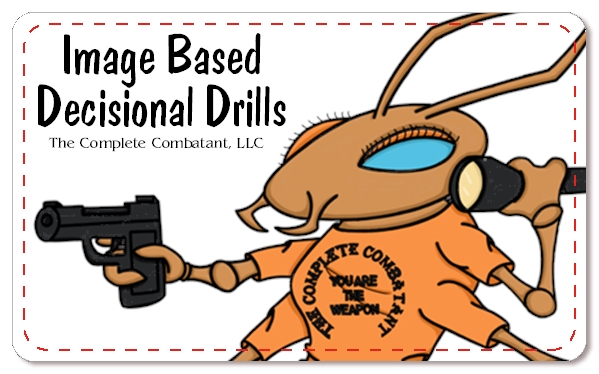 Image Based
Decisional Drills
The Complete Combatant, LLC
THE COMPLETE COMBATANT
YOU ARE
THE
WEAPON